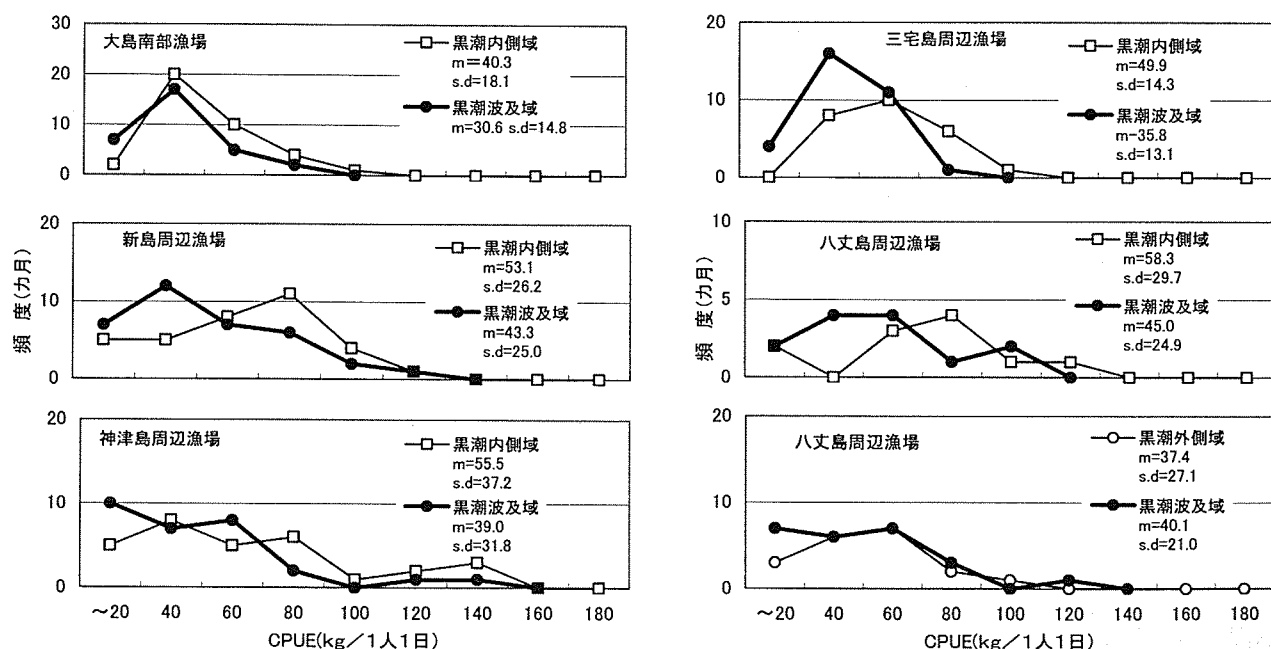 30
20
10
0
大島南部漁場
黒潮内側域
m=40.3
s.d=18.1
黒潮波及域
m=30.6 s.d=14.8
20
10
0
新島周辺漁場
黒潮内側域
m=53.1
s.d=26.2
黒潮波及域
m=43.3
s.d=25.0
頻 度(カ月)
20
10
0
神津島周辺漁場
黒潮内側域
m=55.5
s.d=37.2
黒潮波及域
m=39.0
s.d=31.8
～20 40 60 80 100 120 140 160 180
CPUE(kg／1人1日)
20
10
0
三宅島周辺漁場
黒潮内側域
m=49.9
s.d=14.3
黒潮波及域
m-35.8
s.d=13.1
10
5
0
八丈島周辺漁場
黒潮内側域
m=58.3
s.d=29.7
黒潮波及域
m=45.0
s.d=24.9
頻 度(カ月)
20
10
0
八丈島周辺漁場
黒潮外側域
m=37.4
s.d=27.1
黒潮波及域
m=40.1
s.d=21.0
～20 40 60 80 100 120 140 160 180
CPUE(kg／1人1日)